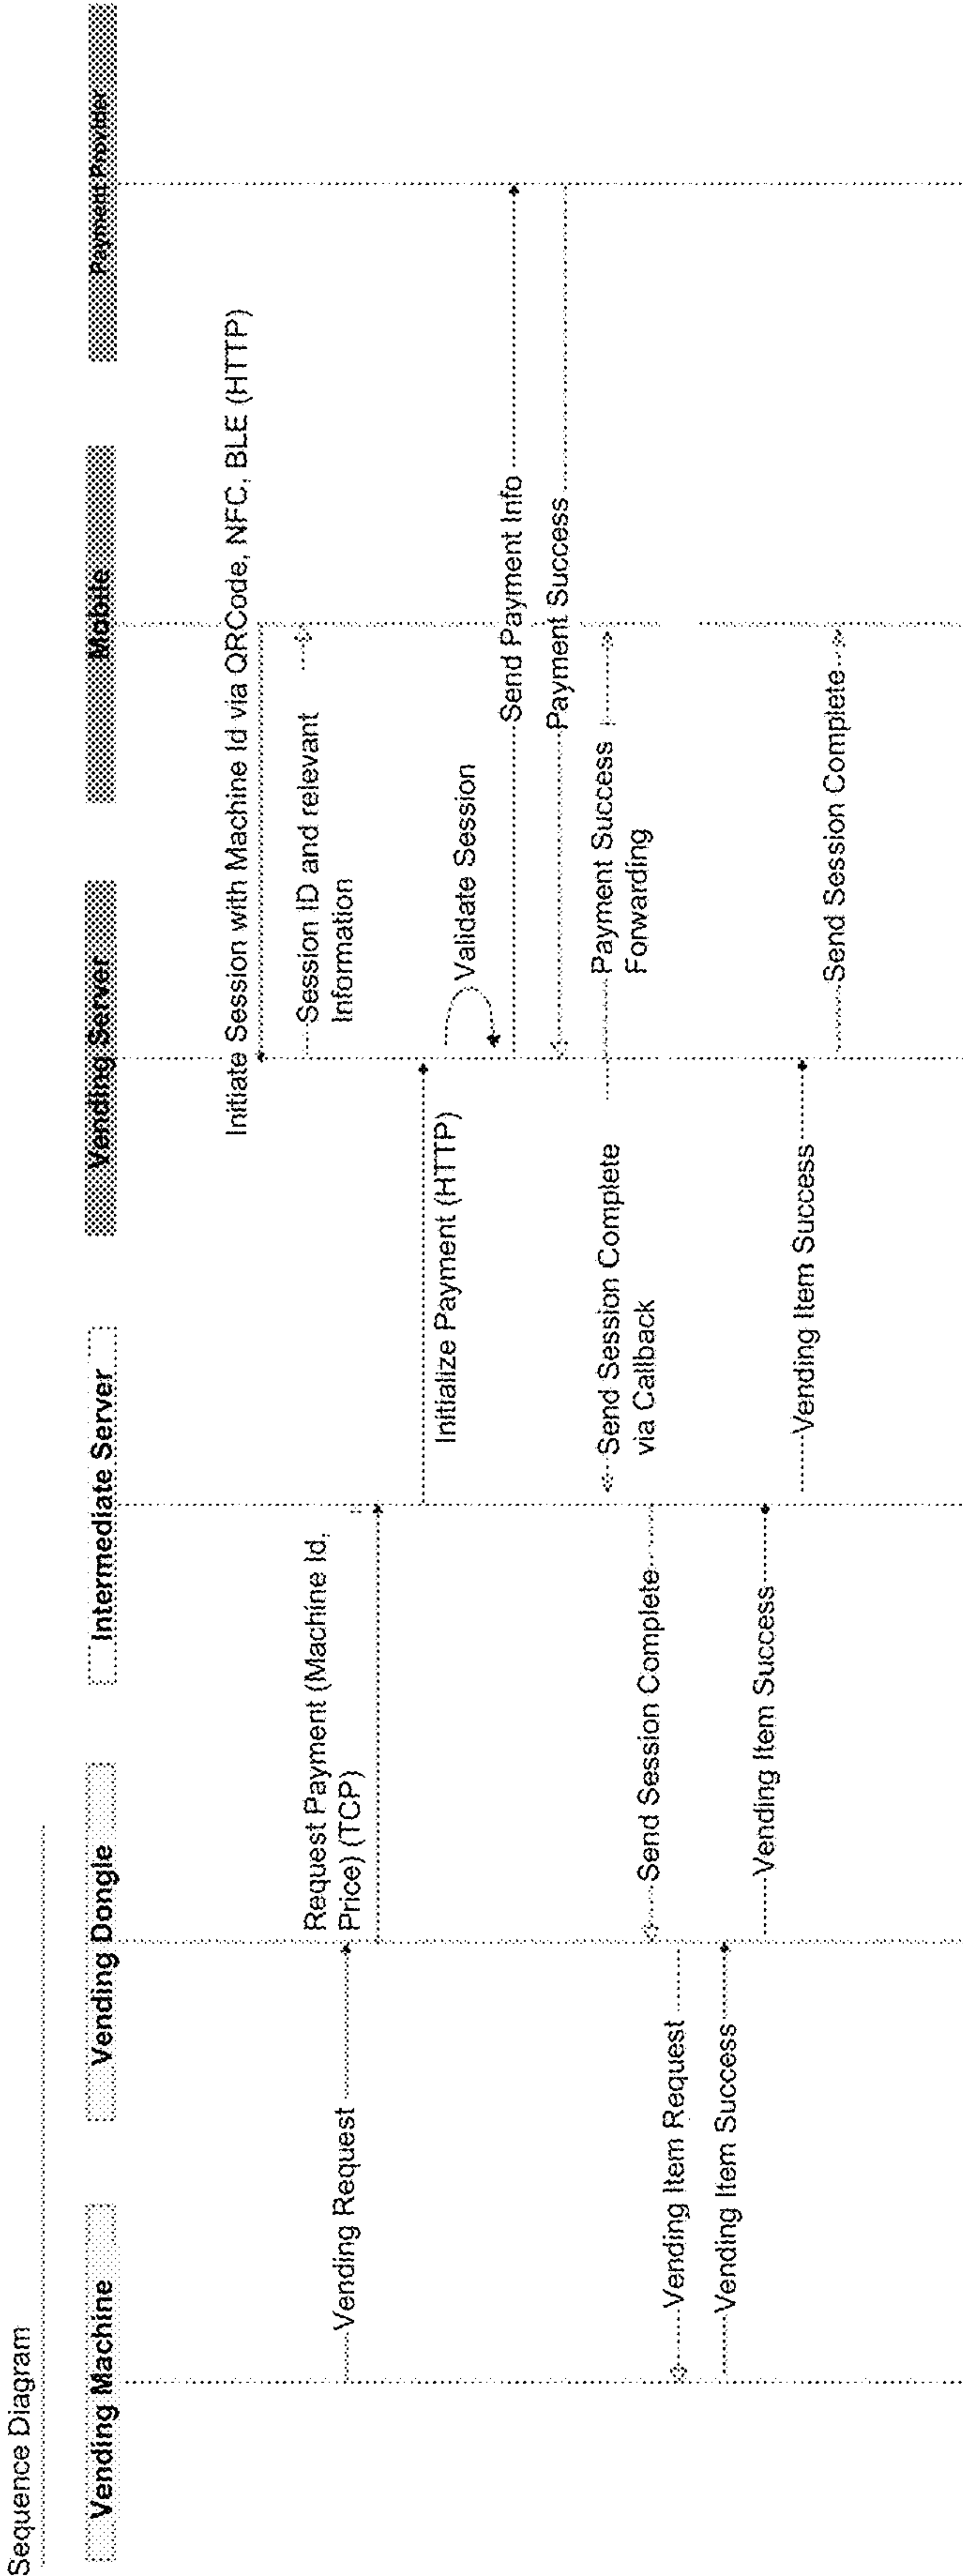 Sequence Diagram
Vending Machine
Vending Dongle
Intermediate Server
Vending Server
Mobile
Payment Provider
Initiate Session with Machine Id via QRCode, NFC, BLE (HTTP)
Session ID and relevant
Information
Vending Request
Request Payment (Machine Id,
Price) (TCP)
Initialize Payment (HTTP)
Validate Session
Send Payment Info
Payment Success
Payment Success
Forwarding
Send Session Complete
via Callback
Send Session Complete
Vending Item Request
Vending Item Success
Vending Item Success
Vending Item Success
Send Session Complete